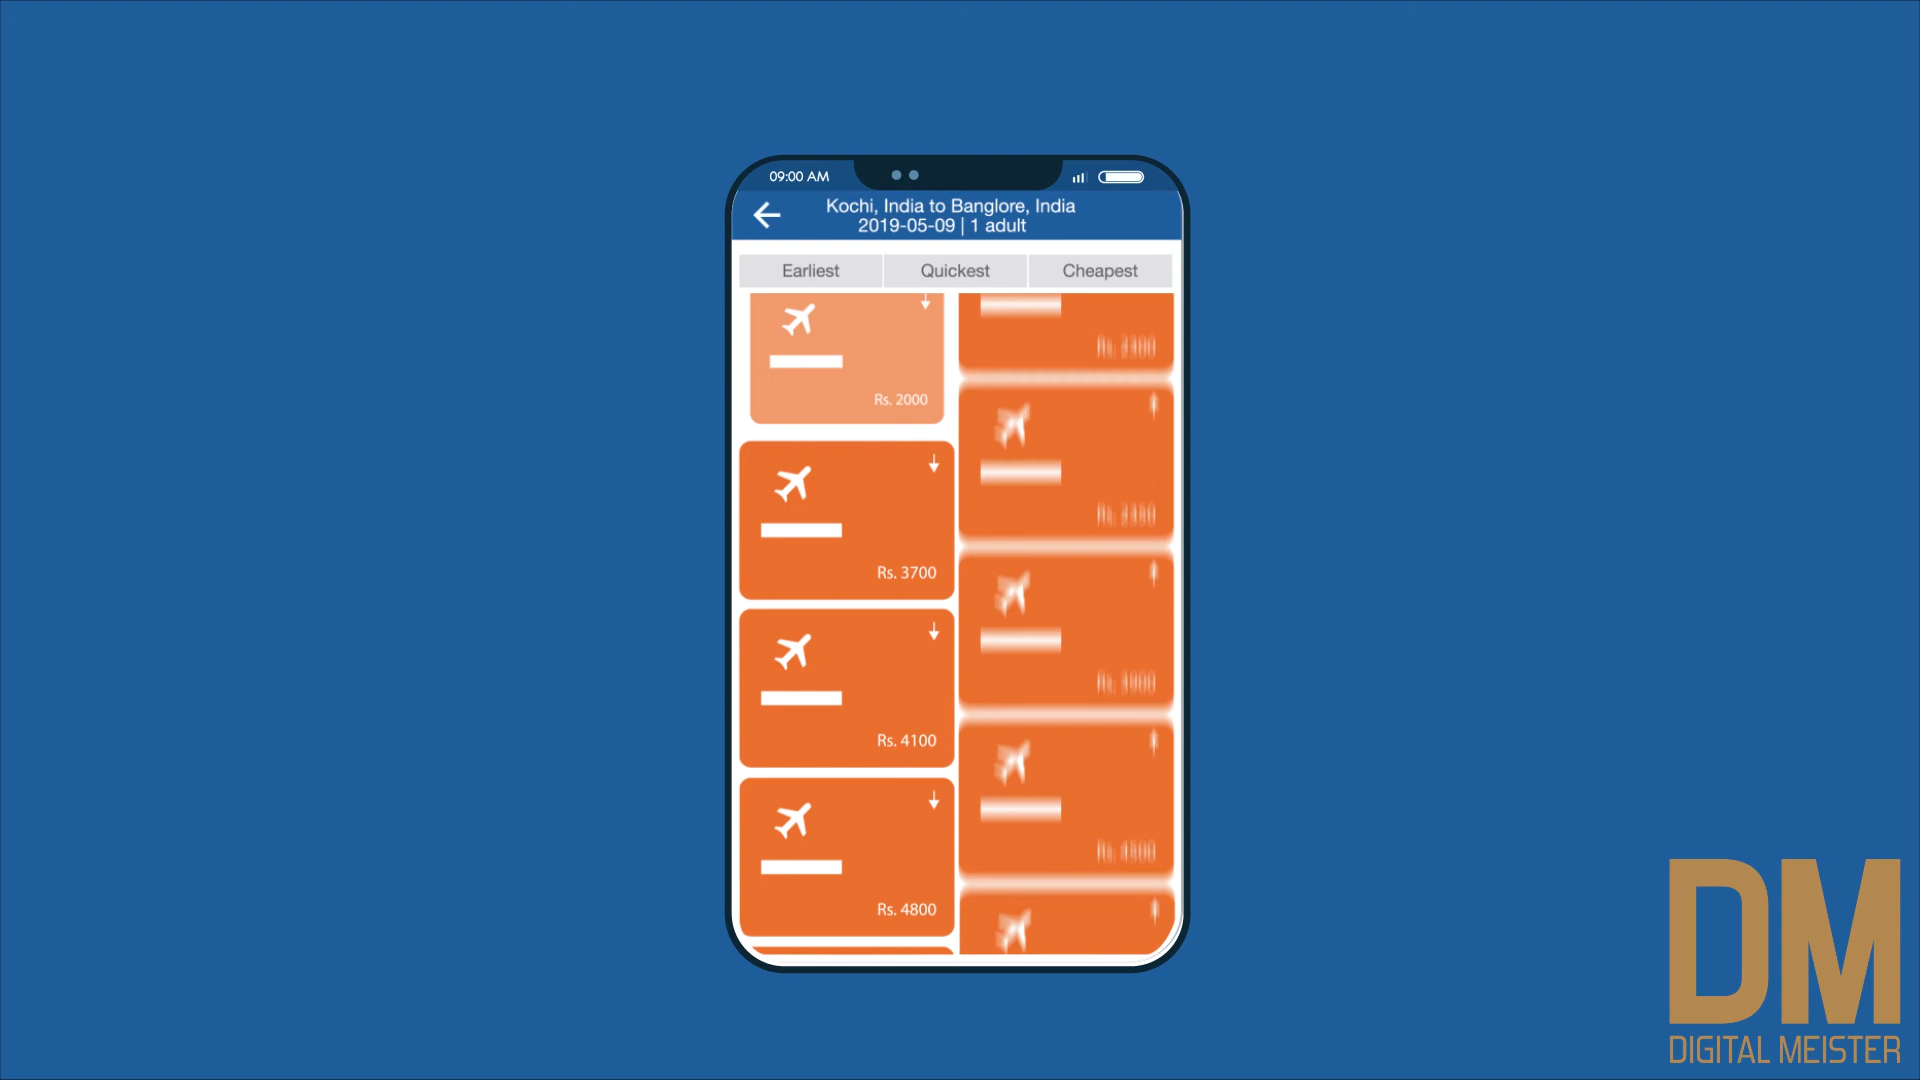 09:00 AM
Kochi, India to Banglore, India
2019-05-09 | 1 adult
Earliest
Quickest
Cheapest
Rs. 2000
Rs. 3700
Rs. 4100
Rs. 4800
DM
DIGITAL MEISTER